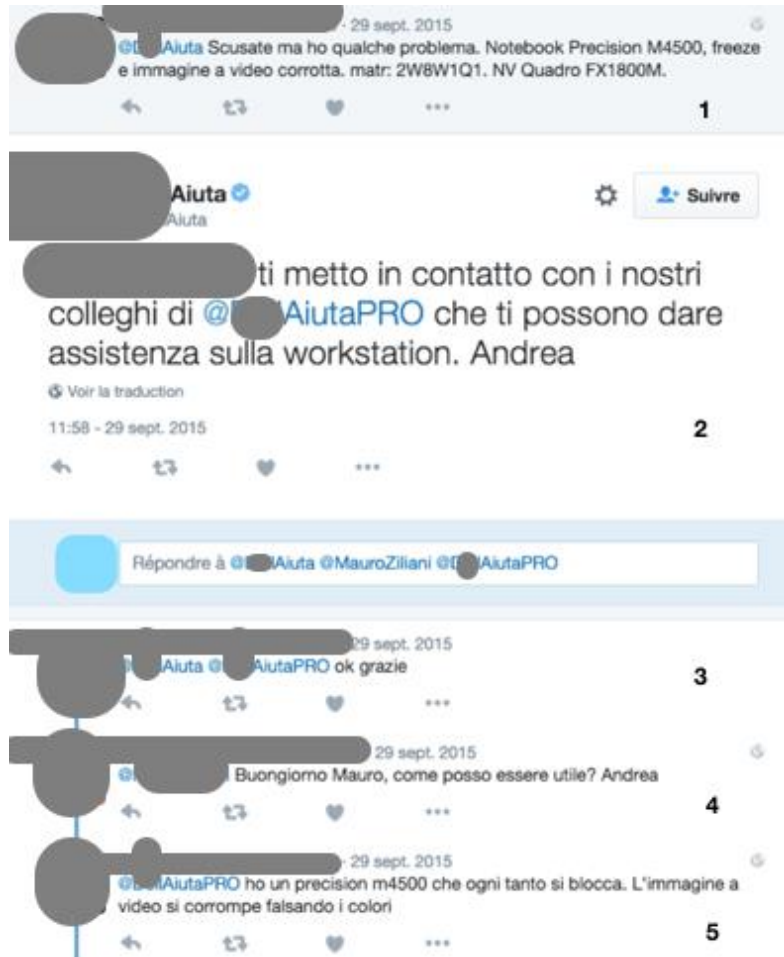 29 sept. 2015
Aiuta Scusate ma ho qualche problema. Notebook Precision M4500, freeze
e immagine a video corrotta. matr: 2W8W1Q1. NV Quadro FX1800M.
1
Aiuta
Suivre
Aiuta
ti metto in contatto con i nostri
colleghi di @ AiutaPRO che ti possono dare
assistenza sulla workstation. Andrea
Voir la traduction
11:58 - 29 sept. 2015
2
Répondre à @ Aiuta @MauroZiliani @ AiutaPRO
29 sept. 2015
Aiuta @ AiutaPRO ok grazie
3
29 sept. 2015
@ Buongiorno Mauro, come posso essere utile? Andrea
4
29 sept. 2015
AiutaPRO ho un precision m4500 che ogni tanto si blocca. L'immagine a
video si corrompe falsando i colori
5